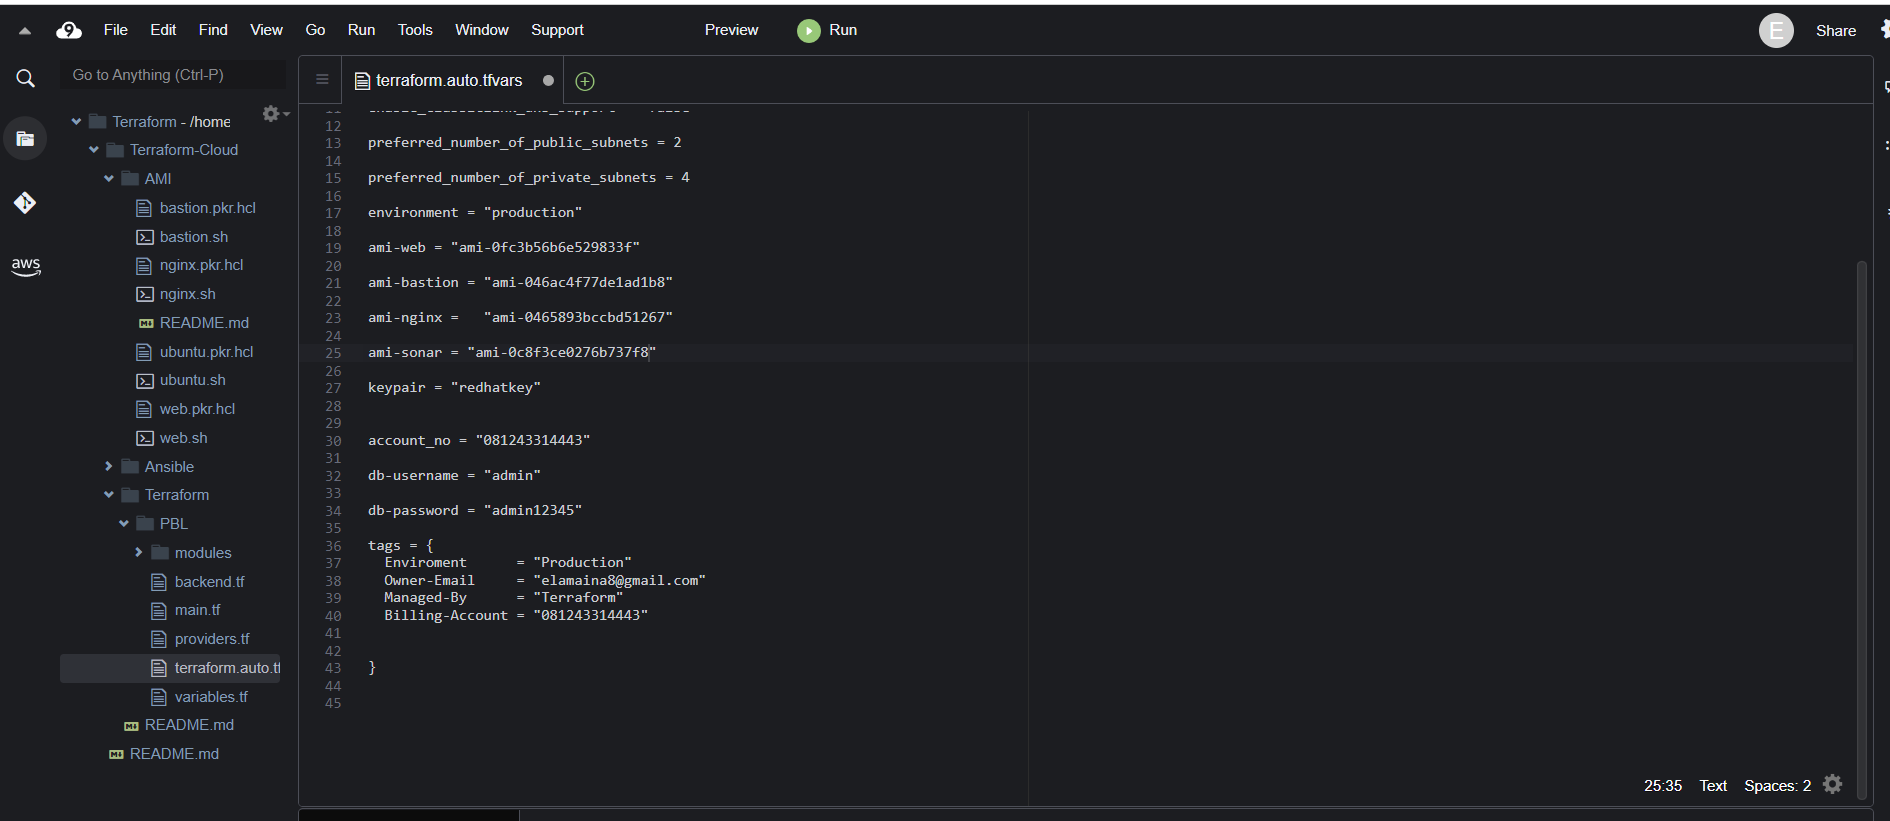 File Edit Find View Go Run Tools Window Support Preview Run E Share
Go to Anything (Ctrl-P)
terraform.auto.tfvars
Terraform - /home
Terraform-Cloud
AMI
bastion.pkr.hcl
bastion.sh
nginx.pkr.hcl
nginx.sh
README.md
ubuntu.pkr.hcl
ubuntu.sh
web.pkr.hcl
web.sh
Ansible
Terraform
PBL
modules
backend.tf
main.tf
providers.tf
terraform.auto.tf
variables.tf
README.md
README.md
aws
12
13 preferred_number_of_public_subnets = 2
14
15 preferred_number_of_private_subnets = 4
16
17 environment = "production"
18
19 ami-web = "ami-0fc3b56b6e529833f"
20
21 ami-bastion = "ami-046ac4f77de1ad1b8"
22
23 ami-nginx =   "ami-0465893bccbd51267"
24
25 ami-sonar = "ami-0c8f3ce0276b737f8"
26
27 keypair = "redhatkey"
28
29
30 account_no = "081243314443"
31
32 db-username = "admin"
33
34 db-password = "admin12345"
35
36 tags = {
37   Enviroment      = "Production"
38   Owner-Email     = "elamaina8@gmail.com"
39   Managed-By      = "Terraform"
40   Billing-Account = "081243314443"
41
42
43 }
44
45
25:35 Text Spaces: 2